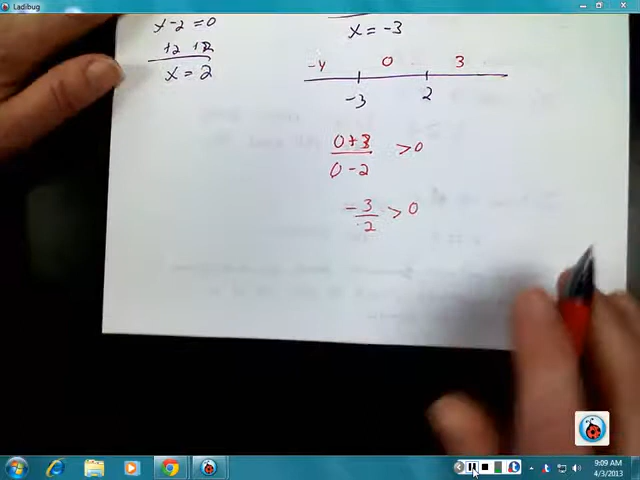 Ladibug
x-2=0
+2 +2
x=2
x=-3
-4 0 3
-3 2
0+3
0-2
>0
-3
2
>0
9:09 AM
4/3/2013